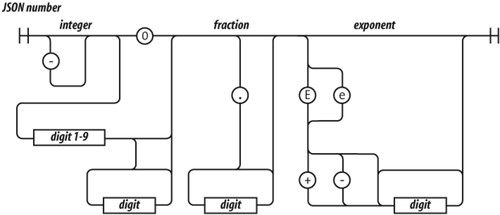 JSON number
integer fraction exponent
0
-
. E e
digit 1-9
+ -
digit digit digit